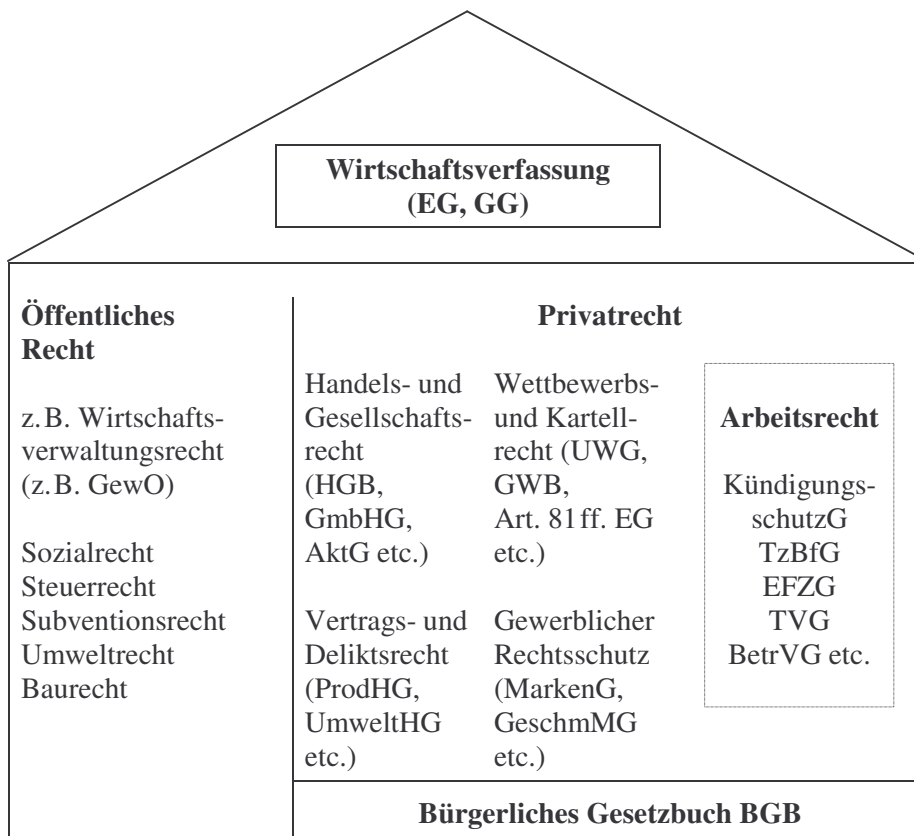 Wirtschaftsverfassung
(EG, GG)
Öffentliches
Recht
z.B. Wirtschafts-
verwaltungsrecht
(z.B. GewO)
Sozialrecht
Steuerrecht
Subventionsrecht
Umweltrecht
Baurecht
Privatrecht
Handels- und
Gesellschafts-
recht
(HGB,
GmbHG,
AktG etc.)
Vertrags- und
Deliktsrecht
(ProdHG,
UmweltHG
etc.)
Wettbewerbs-
und Kartell-
recht (UWG,
GWB,
Art. 81ff. EG
etc.)
Gewerblicher
Rechtsschutz
(MarkenG,
GeschmMG
etc.)
Arbeitsrecht
Kündigungs-
schutzG
TzBfG
EFZG
TVG
BetrVG etc.
Bürgerliches Gesetzbuch BGB